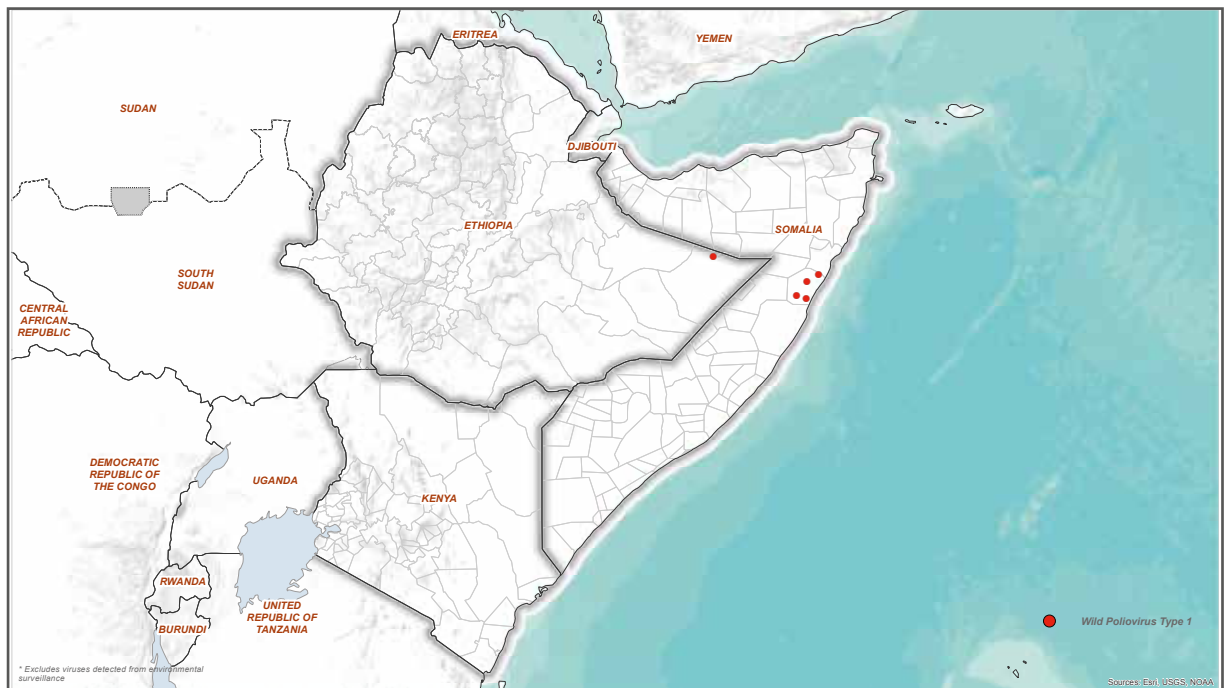 ERITREA
YEMEN
SUDAN
DJIBOUTI
ETHIOPIA
SOMALIA
SOUTH
SUDAN
CENTRAL
AFRICAN
REPUBLIC
DEMOCRATIC
REPUBLIC OF
THE CONGO
UGANDA
KENYA
RWANDA
UNITED
REPUBLIC OF
TANZANIA
BURUNDI
Wild Poliovirus Type 1
* Excludes viruses detected from environmental
surveillance
Sources: Esri, USGS, NOAA